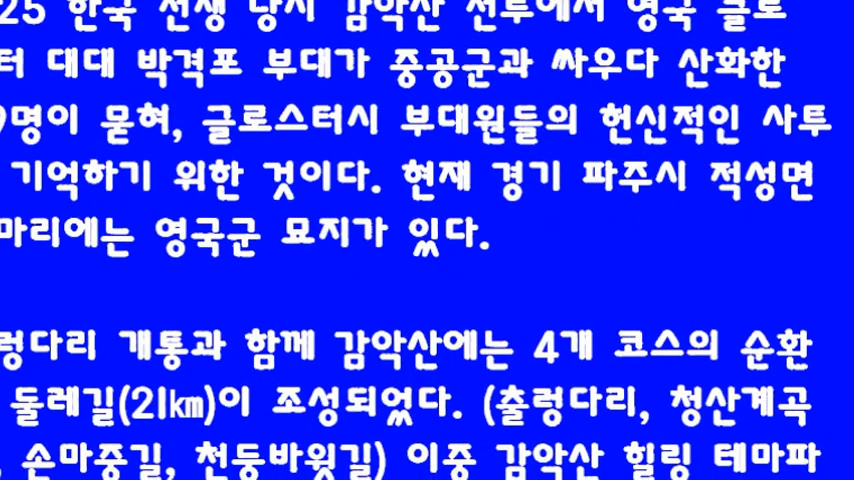 25 한국 전쟁 당시 감악산 전투에서 영국 글로
터 대대 박격포 부대가 중공군과 싸우다 산화한
9명이 묻혀, 글로스터시 부대원들의 헌신적인 사투
기억하기 위한 것이다. 현재 경기 파주시 적성면
마리에는 영국군 묘지가 있다.
렁다리 개통과 함께 감악산에는 4개 코스의 순환
둘레길(21㎞)이 조성되었다. (출렁다리, 청산계곡
, 손마중길, 천둥바윗길) 이중 감악산 힐링 테마파